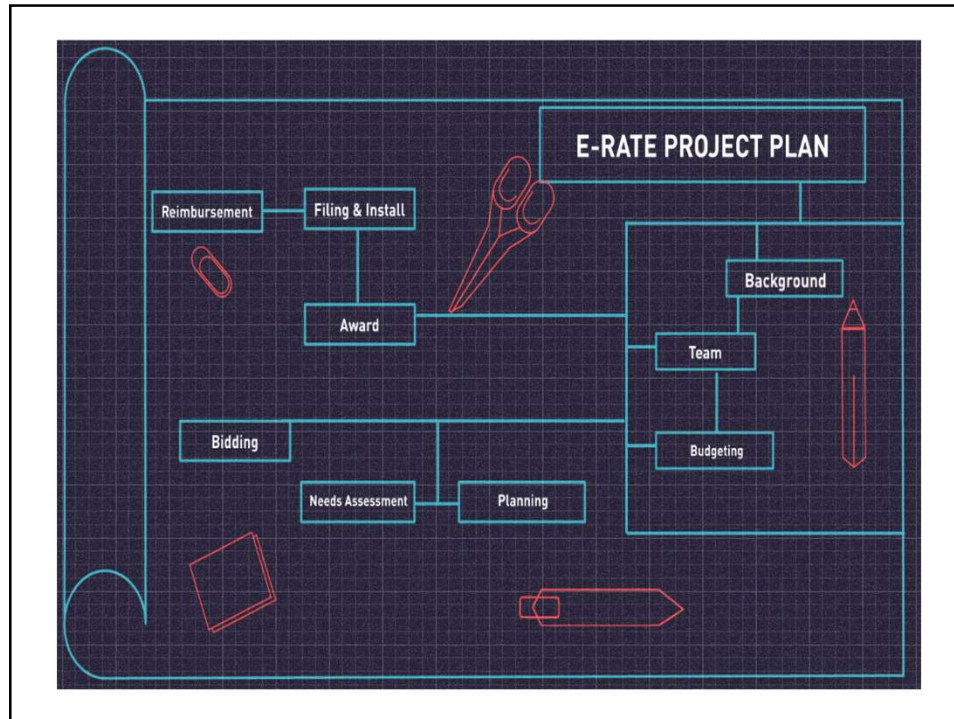 E-RATE PROJECT PLAN
Reimbursement
Filing & Install
Background
Award
Team
Bidding
Budgeting
Needs Assessment
Planning